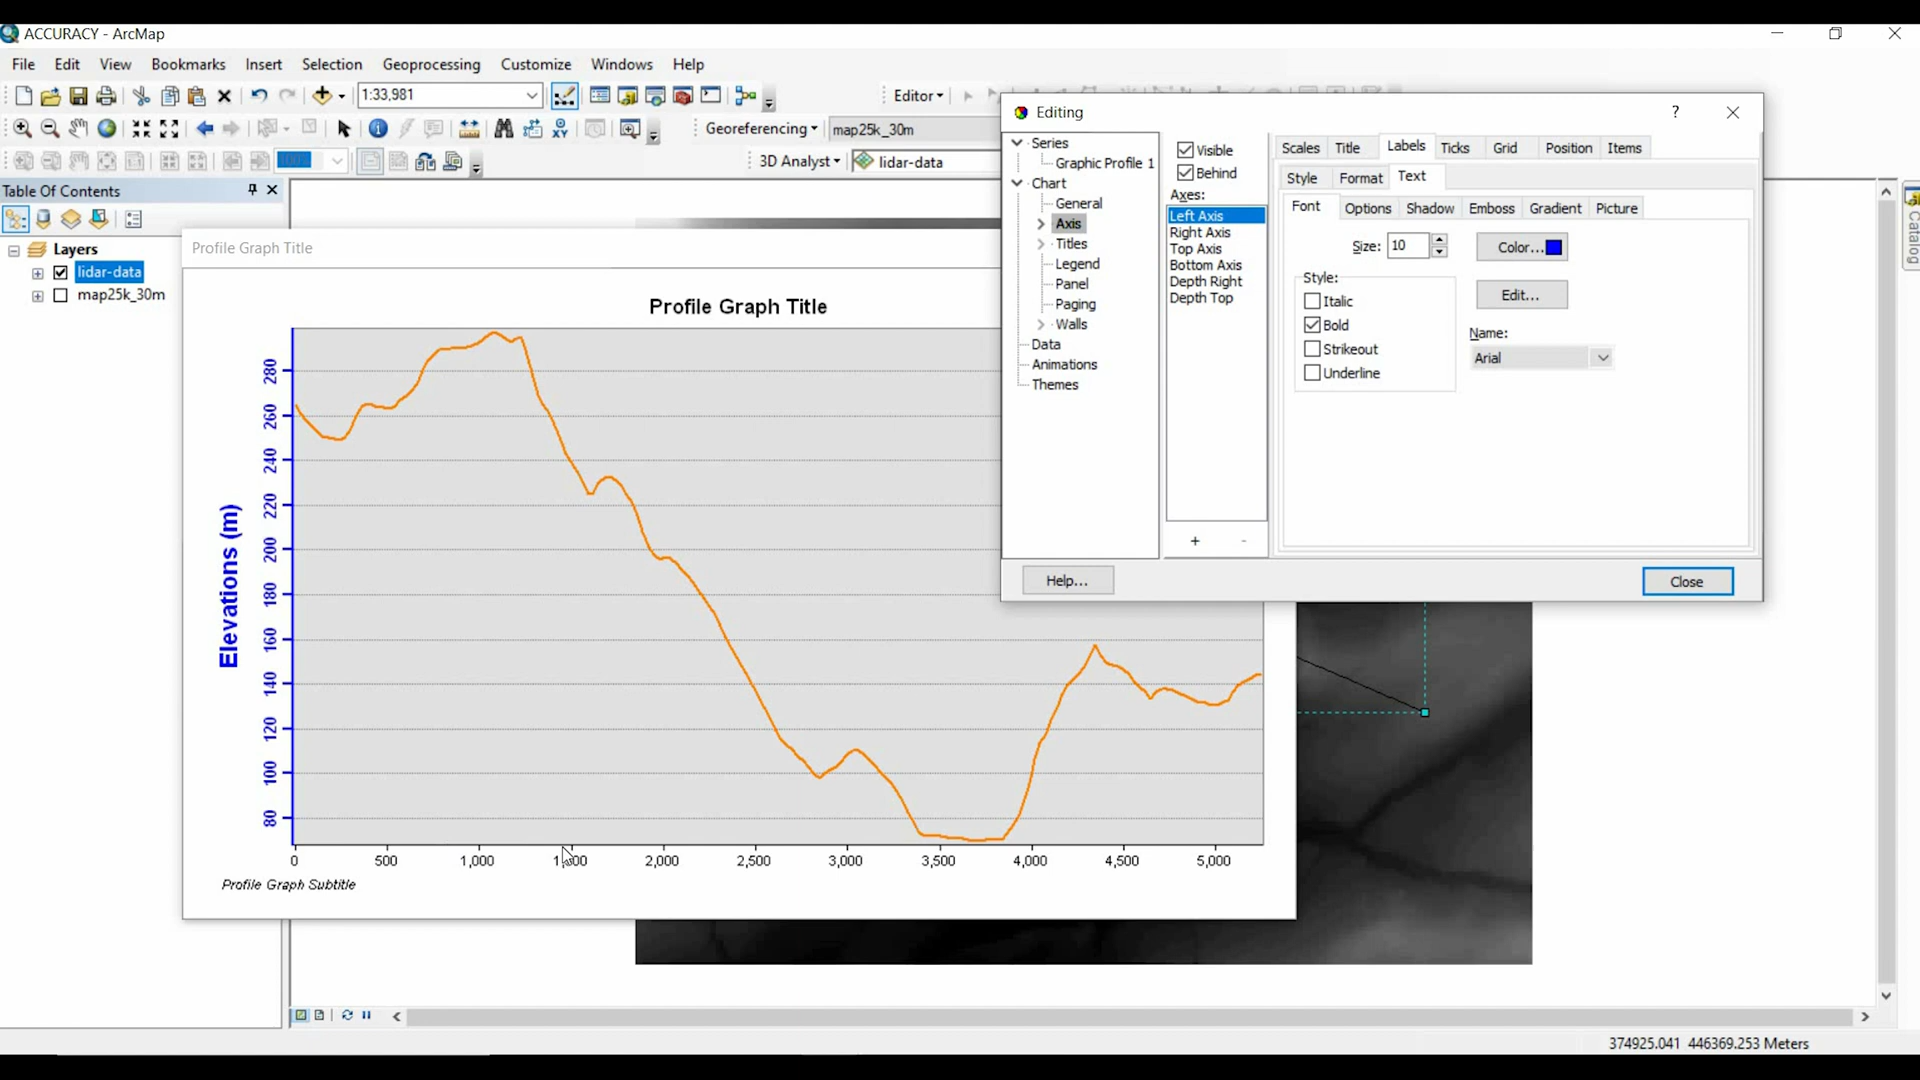 ACCURACY - ArcMap
File Edit View Bookmarks Insert Selection Geoprocessing Customize Windows Help
1:33,981 Editor
Georeferencing map25k_30m
3D Analyst lidar-data
Table Of Contents
Layers
lidar-data
map25k_30m
Profile Graph Title
Profile Graph Title
Elevations (m)
280
260
240
220
200
180
160
140
120
100
80
0 500 1,000 2,000 2,500 3,000 3,500 4,000 4,500 5,000
Profile Graph Subtitle
Editing ?
Series
Graphic Profile 1
Chart
General
Axis
Titles
Legend
Panel
Paging
Walls
Data
Animations
Themes
Visible
Behind
Axes:
Left Axis
Right Axis
Top Axis
Bottom Axis
Depth Right
Depth Top
+ -
Scales Title Labels Ticks Grid Position Items
Style Format Text
Font Options Shadow Emboss Gradient Picture
Size: 10 Color...
Style:
Italic
Bold
Strikeout
Underline
Edit...
Name:
Arial
Help... Close
Catalog
374925.041 446369.253 Meters